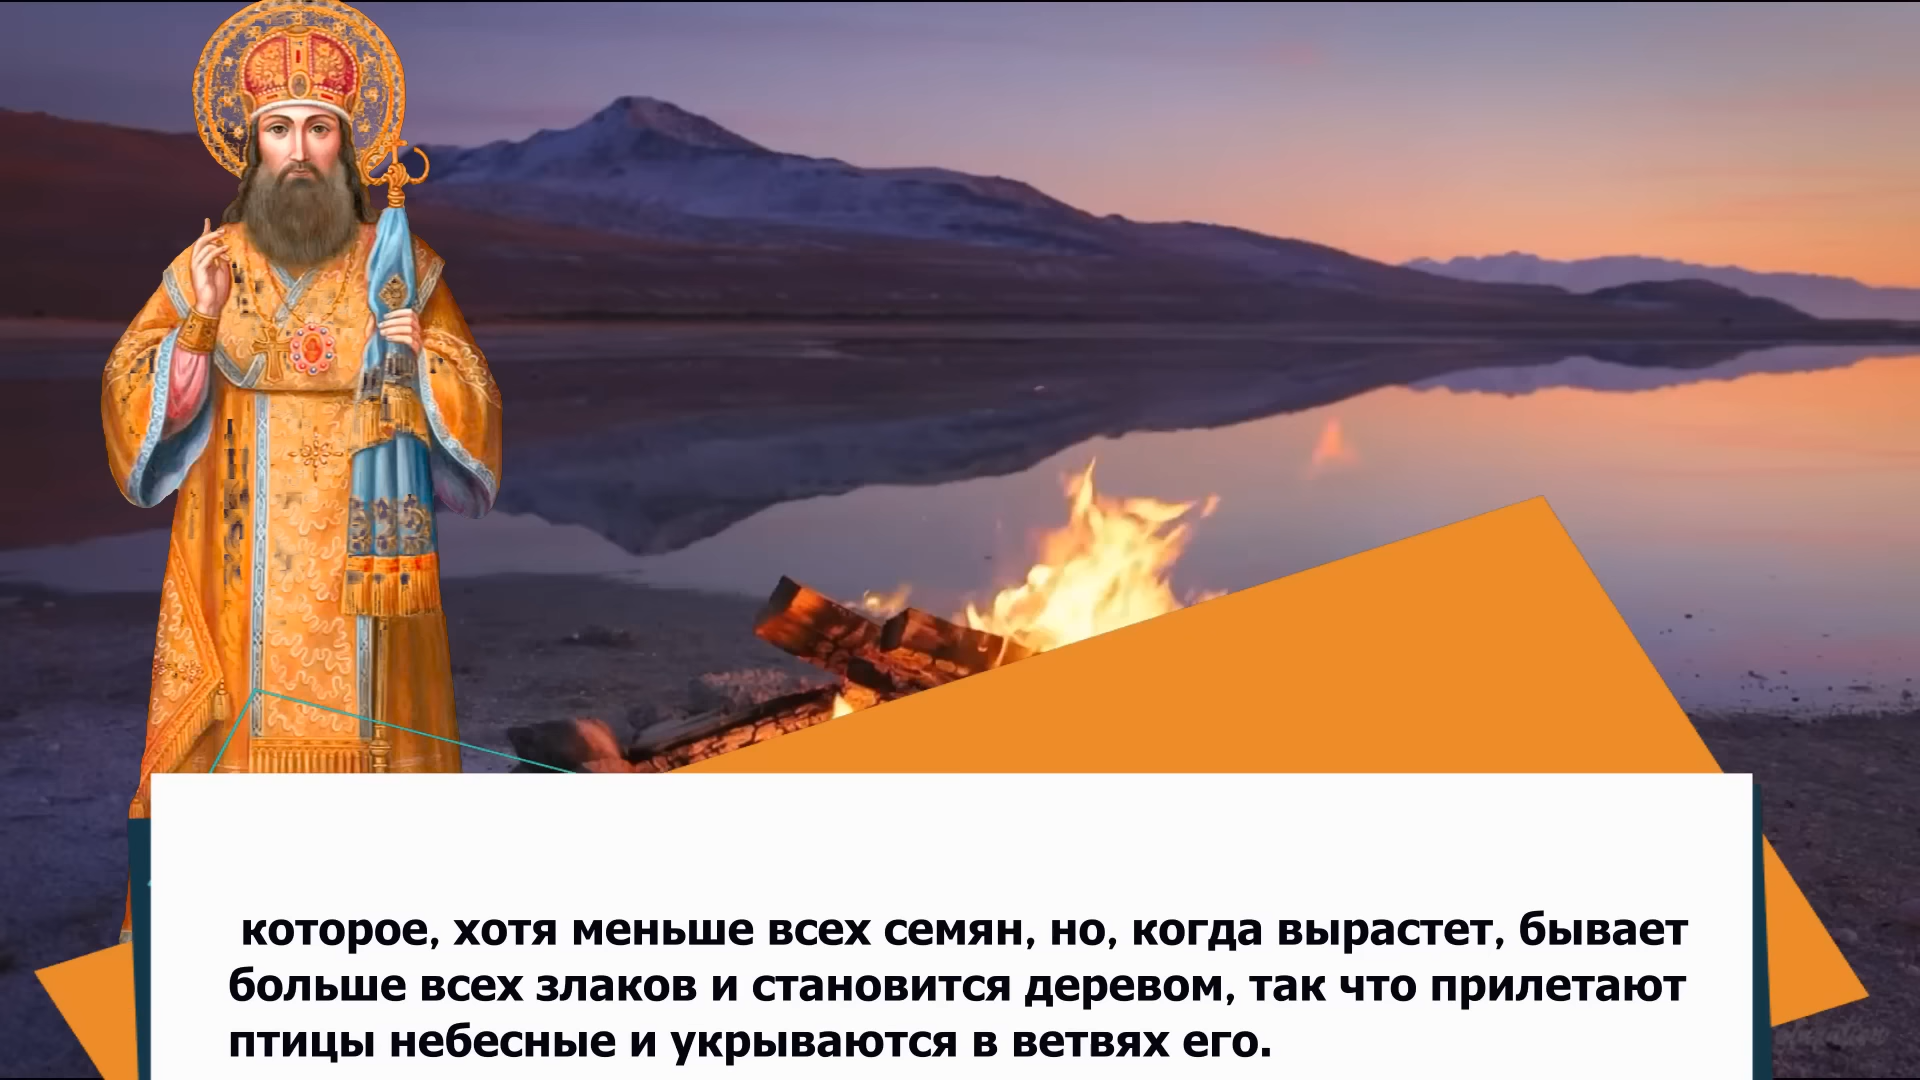 которое, хотя меньше всех семян, но, когда вырастет, бывает
больше всех злаков и становится деревом, так что прилетают
птицы небесные и укрываются в ветвях его.